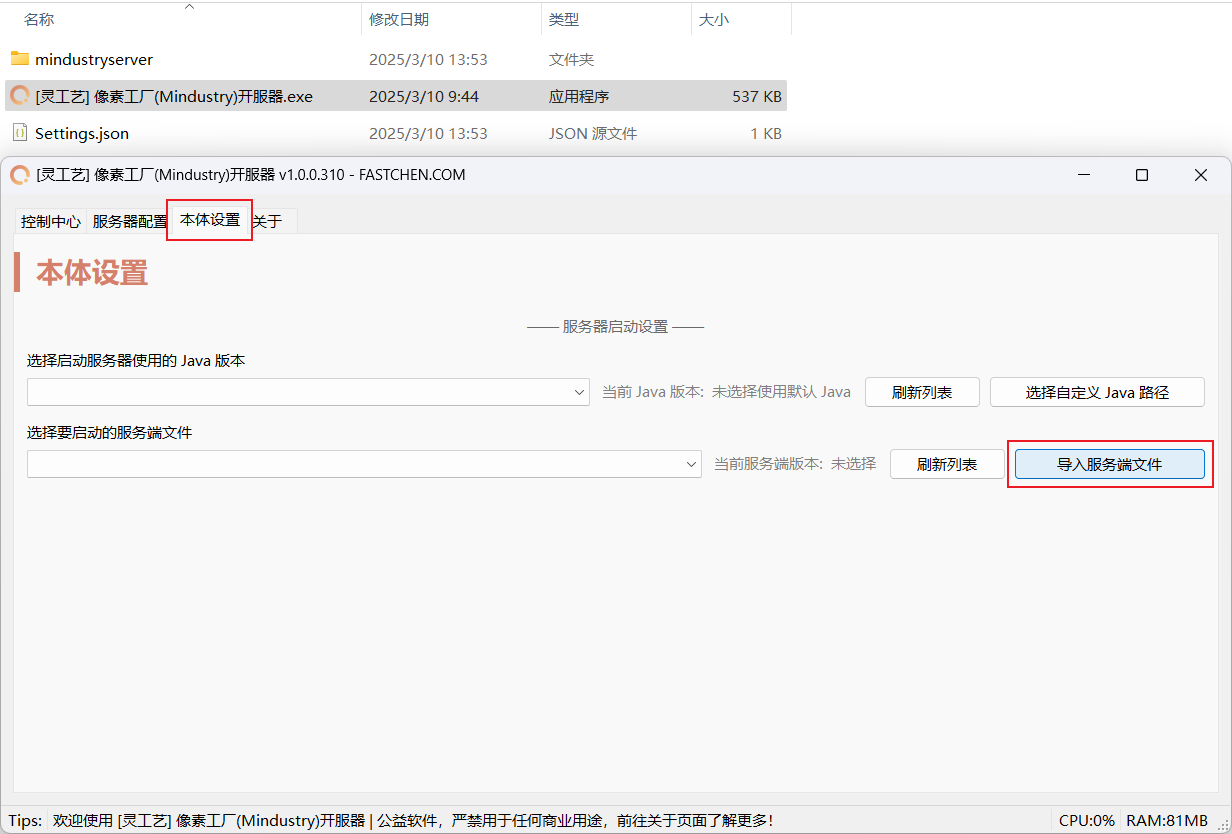 名称 修改日期 类型 大小
mindustryserver 2025/3/10 13:53 文件夹
[灵工艺] 像素工厂(Mindustry)开服器.exe 2025/3/10 9:44 应用程序 537 KB
Settings.json 2025/3/10 13:53 JSON 源文件 1 KB
[灵工艺] 像素工厂(Mindustry)开服器 v1.0.0.310 - FASTCHEN.COM
控制中心 服务器配置 本体设置 关于
本体设置
—— 服务器启动设置 ——
选择启动服务器使用的 Java 版本
当前 Java 版本: 未选择使用默认 Java 刷新列表 选择自定义 Java 路径
选择要启动的服务端文件
当前服务端版本: 未选择 刷新列表 导入服务端文件
Tips: 欢迎使用 [灵工艺] 像素工厂(Mindustry)开服器 | 公益软件，严禁用于任何商业用途，前往关于页面了解更多! CPU:0% RAM:81MB